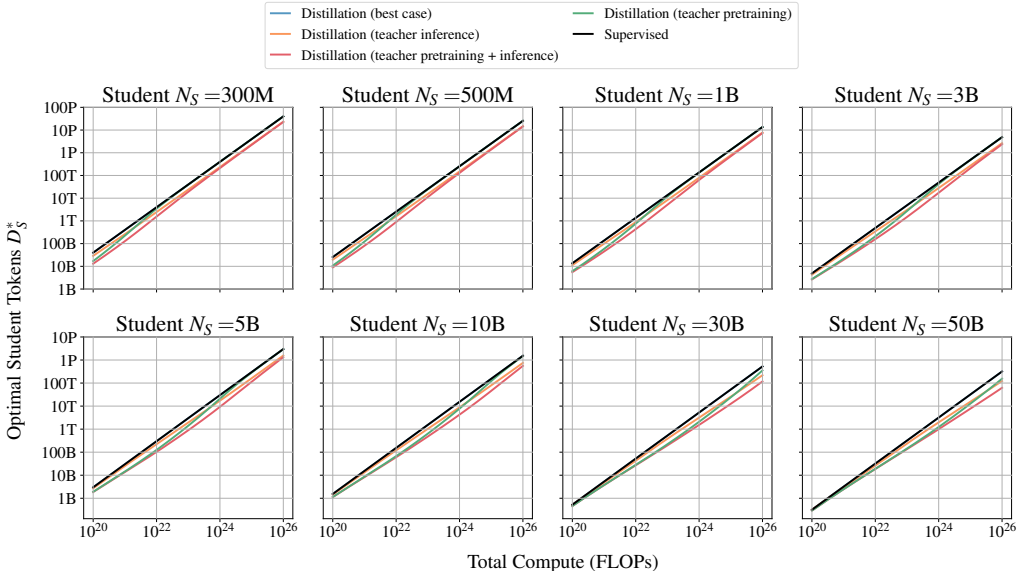 Distillation (best case)
Distillation (teacher inference)
Distillation (teacher pretraining + inference)
Distillation (teacher pretraining)
Supervised
Student N_S =300M
Student N_S =500M
Student N_S =1B
Student N_S =3B
100P
10P
1P
100T
10T
1T
100B
10B
1B
Optimal Student Tokens D*_S
Student N_S =5B
Student N_S =10B
Student N_S =30B
Student N_S =50B
10P
1P
100T
10T
1T
100B
10B
1B
10^20 10^22 10^24 10^26
10^20 10^22 10^24 10^26
10^20 10^22 10^24 10^26
10^20 10^22 10^24 10^26
Total Compute (FLOPs)